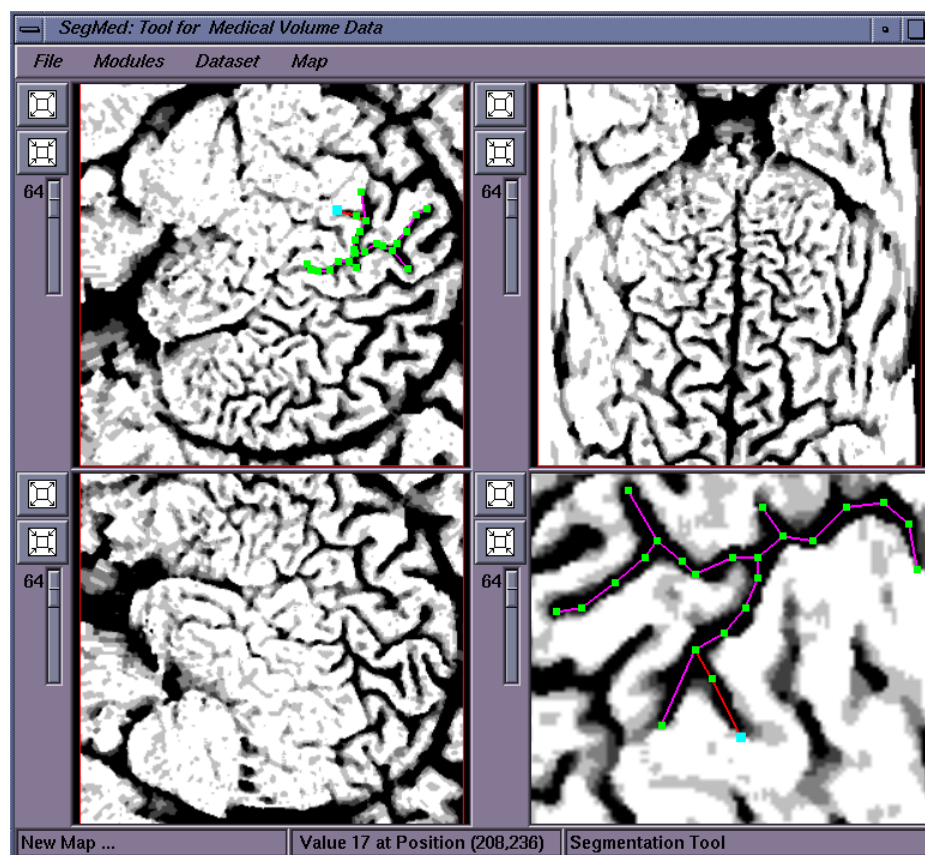 SegMed: Tool for Medical Volume Data
File Modules Dataset Map
64
64
64
64
New Map ...
Value 17 at Position (208,236)
Segmentation Tool